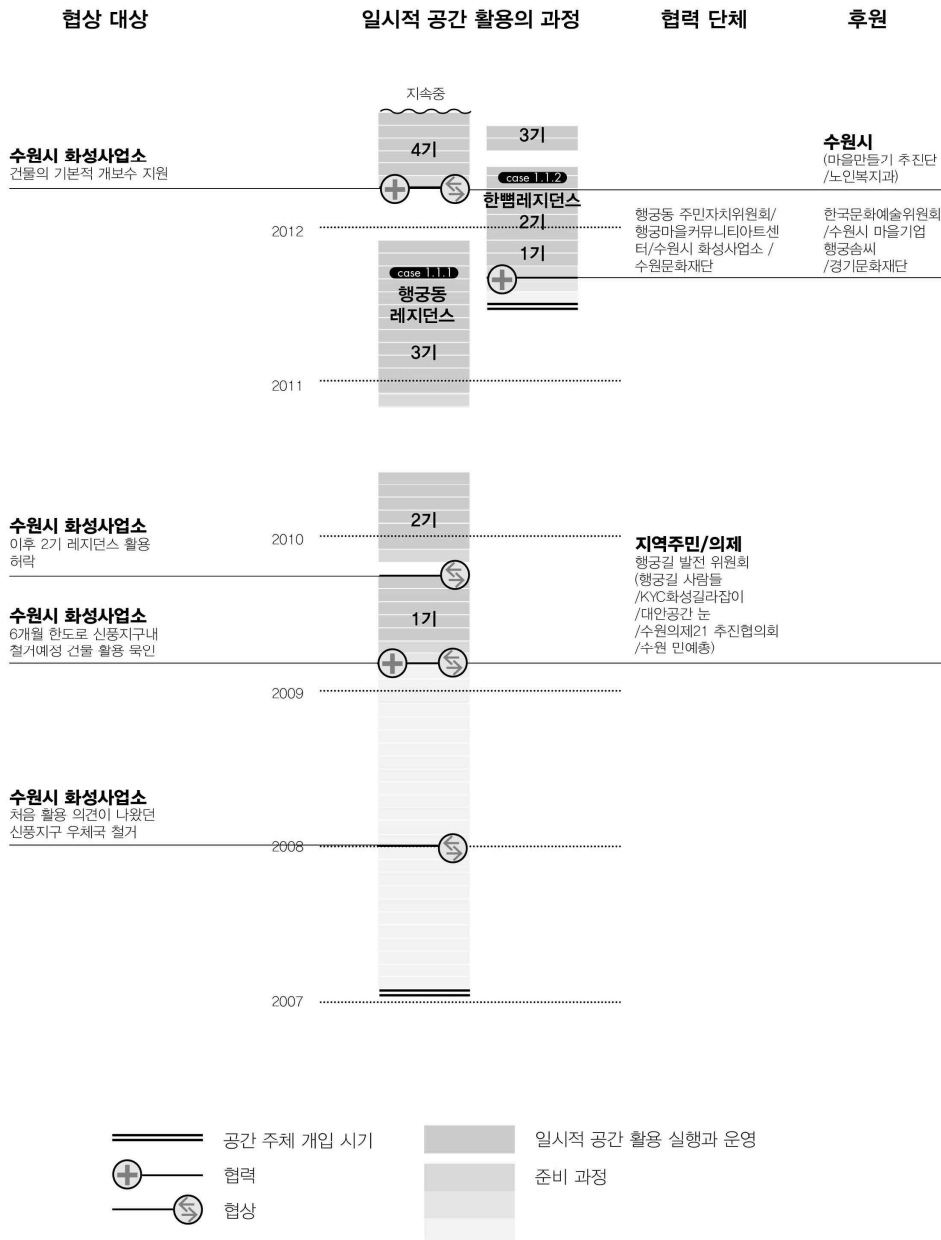 협상 대상
일시적 공간 활용의 과정
협력 단체
후원
지속중
4기
3기
수원시 화성사업소
건물의 기본적 개보수 지원
수원시
(마을만들기 추진단
/노인복지과)
case 1.1.2
한뼘레지던스
2기
1기
2012
행궁동 주민자치위원회/
행궁마을커뮤니티아트센
터/수원시 화성사업소 /
수원문화재단
한국문화예술위원회
/수원시 마을기업
행궁솜씨
/경기문화재단
case 1.1.1
행궁동
레지던스
3기
2011
2기
수원시 화성사업소
이후 2기 레지던스 활용
허락
2010
지역주민/의제
행궁길 발전 위원회
(행궁길 사람들
/KYC화성길라잡이
/대안공간 눈
/수원의제21 추진협의회
/수원 민예총)
1기
수원시 화성사업소
6개월 한도로 신풍지구내
철거예정 건물 활용 묵인
2009
수원시 화성사업소
처음 활용 의견이 나왔던
신풍지구 우체국 철거
2008
2007
공간 주체 개입 시기
일시적 공간 활용 실행과 운영
협력
준비 과정
협상